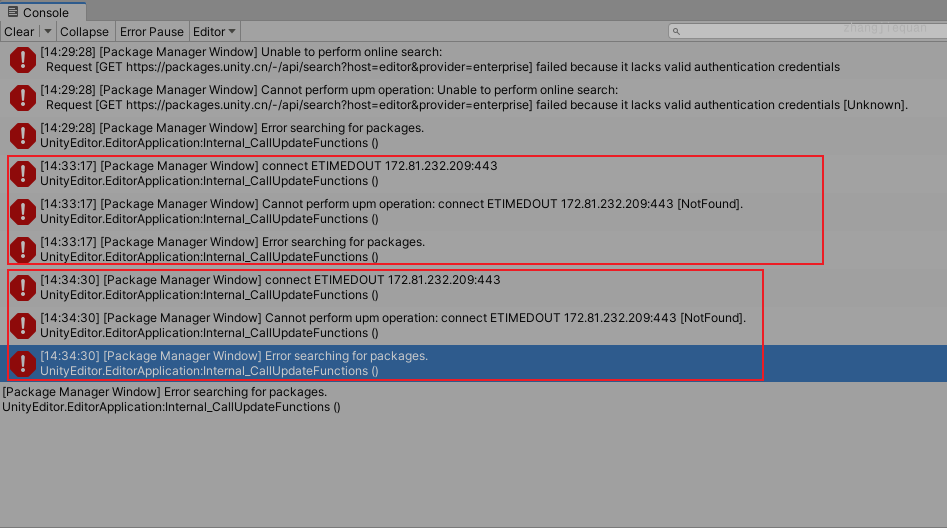 Console
Clear Collapse Error Pause Editor
zhangjiequan
[14:29:28] [Package Manager Window] Unable to perform online search:
Request [GET https://packages.unity.cn/-/api/search?host=editor&provider=enterprise] failed because it lacks valid authentication credentials
[14:29:28] [Package Manager Window] Cannot perform upm operation: Unable to perform online search:
Request [GET https://packages.unity.cn/-/api/search?host=editor&provider=enterprise] failed because it lacks valid authentication credentials [Unknown].
[14:29:28] [Package Manager Window] Error searching for packages.
UnityEditor.EditorApplication:Internal_CallUpdateFunctions ()
[14:33:17] [Package Manager Window] connect ETIMEDOUT 172.81.232.209:443
UnityEditor.EditorApplication:Internal_CallUpdateFunctions ()
[14:33:17] [Package Manager Window] Cannot perform upm operation: connect ETIMEDOUT 172.81.232.209:443 [NotFound].
UnityEditor.EditorApplication:Internal_CallUpdateFunctions ()
[14:33:17] [Package Manager Window] Error searching for packages.
UnityEditor.EditorApplication:Internal_CallUpdateFunctions ()
[14:34:30] [Package Manager Window] connect ETIMEDOUT 172.81.232.209:443
UnityEditor.EditorApplication:Internal_CallUpdateFunctions ()
[14:34:30] [Package Manager Window] Cannot perform upm operation: connect ETIMEDOUT 172.81.232.209:443 [NotFound].
UnityEditor.EditorApplication:Internal_CallUpdateFunctions ()
[14:34:30] [Package Manager Window] Error searching for packages.
UnityEditor.EditorApplication:Internal_CallUpdateFunctions ()
[Package Manager Window] Error searching for packages.
UnityEditor.EditorApplication:Internal_CallUpdateFunctions ()